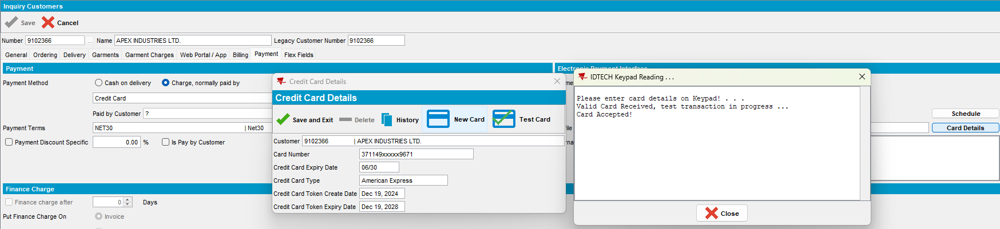 Inquiry Customers
Save Cancel
Number 9102366 ... Name APEX INDUSTRIES LTD. Legacy Customer Number 9102366
General Ordering Delivery Garments Garment Charges Web Portal / App Billing Payment Flex Fields
Payment
Payment Method Cash on delivery Charge, normally paid by
Credit Card
Paid by Customer ?
Payment Terms NET30 | Net30
Payment Discount Specific 0.00 % Is Pay by Customer
Finance Charge
Finance charge after 0 Days
Put Finance Charge On Invoice
Credit Card Details
Credit Card Details
Save and Exit Delete History New Card Test Card
Customer 9102366 | APEX INDUSTRIES LTD.
Card Number 371149xxxxx9671
Credit Card Expiry Date 06/30
Credit Card Type American Express
Credit Card Token Create Date Dec 19, 2024
Credit Card Token Expiry Date Dec 19, 2028
Electronic Payment Interface
IDTECH Keypad Reading . . .
Please enter card details on Keypad! . . .
Valid Card Received, test transaction in progress ...
Card Accepted!
Close
Schedule
Card Details